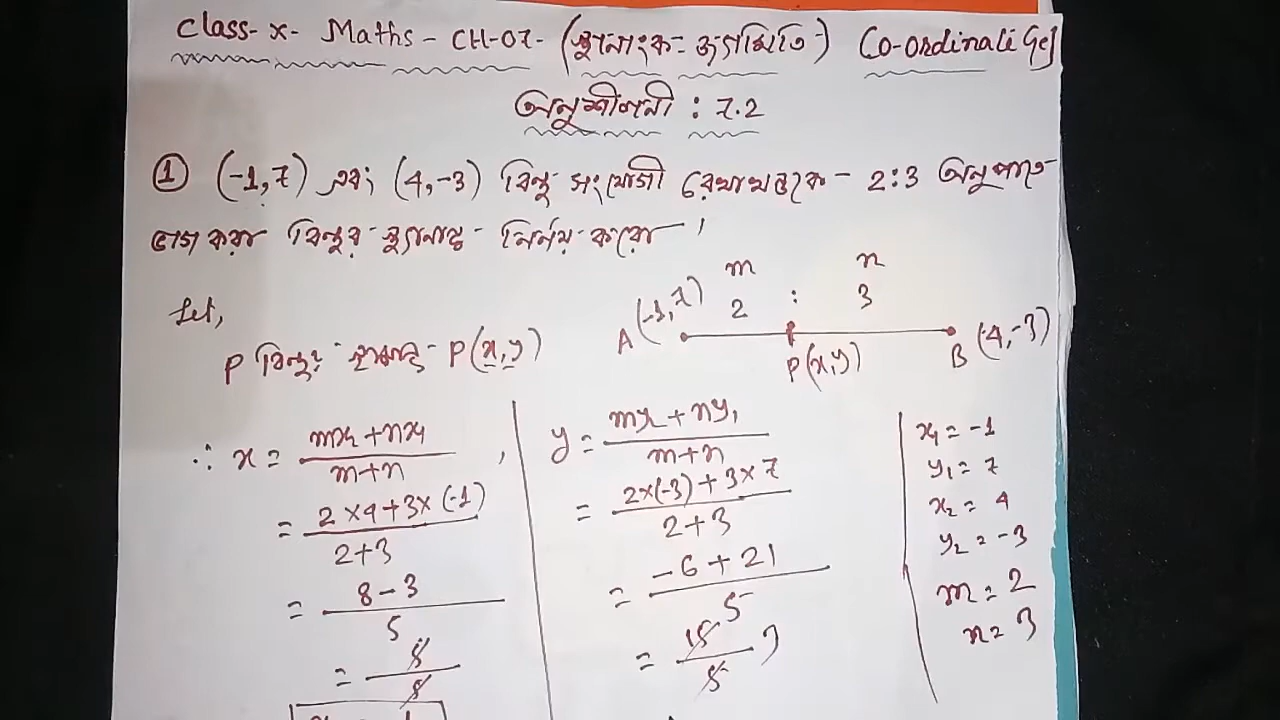 Class-x- Maths - CH-07- (স্থানাংক- জ্যামিতি-) Co-ordinate Ge
অনুশীলনী : 7.2
① (-1,7) এবং (4,-3) বিন্দু সংযোগী রেখাখণ্ডকে - 2:3 অনুপাতে
ভাগ করা বিন্দুর স্থানাঙ্ক নির্ণয় করো ।
m n
Let, A (-1,7) 2 : 3
P বিন্দুর P(x,y) P(x,y) B (4,-3)
∴ x = mx₂+nx₁ / m+n , y = my₂+ny₁ / m+n
= 2×4+3×(-1) / 2+3
= 8-3 / 5
= 5 / 5
= 2×(-3)+3×7 / 2+3
= -6+21 / 5
= 15 / 5 3
x₁ = -1
y₁ = 7
x₂ = 4
y₂ = -3
m = 2
n = 3